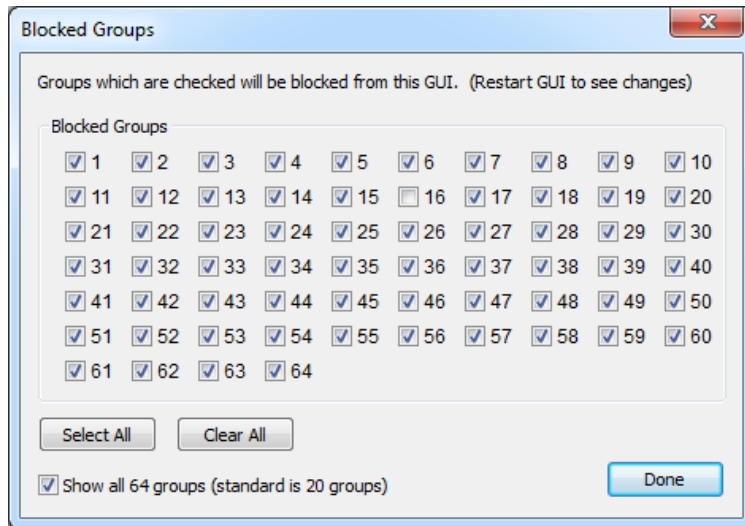 Blocked Groups
Groups which are checked will be blocked from this GUI. (Restart GUI to see changes)
Blocked Groups
1 2 3 4 5 6 7 8 9 10
11 12 13 14 15 16 17 18 19 20
21 22 23 24 25 26 27 28 29 30
31 32 33 34 35 36 37 38 39 40
41 42 43 44 45 46 47 48 49 50
51 52 53 54 55 56 57 58 59 60
61 62 63 64
Select All Clear All
Show all 64 groups (standard is 20 groups) Done